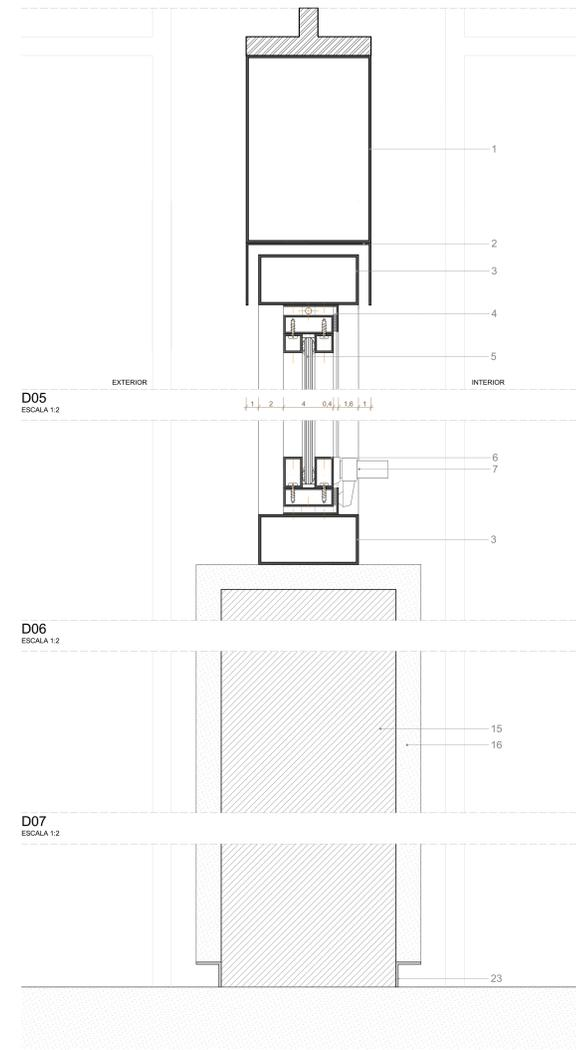 1
2
3
4
5
EXTERIOR
INTERIOR
D05
ESCALA 1:2
1 2 4 0,4 1,6 1
6
7
3
D06
ESCALA 1:2
15
16
D07
ESCALA 1:2
23